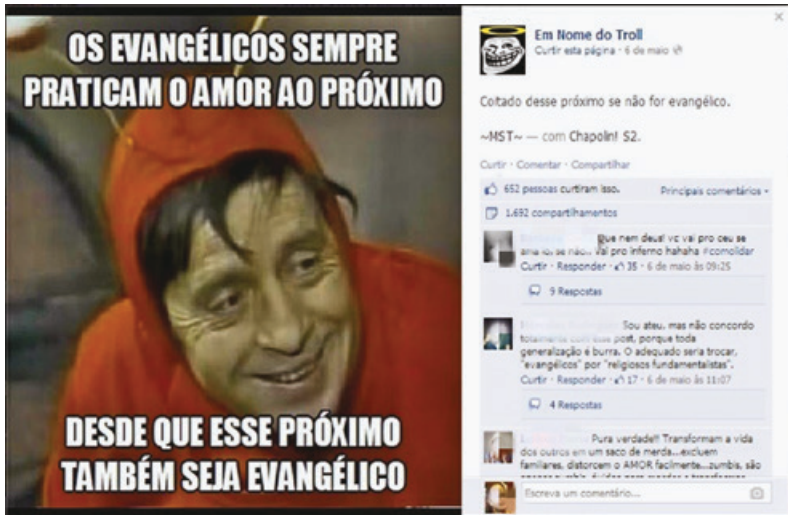 OS EVANGÉLICOS SEMPRE
PRATICAM O AMOR AO PRÓXIMO
DESDE QUE ESSE PRÓXIMO
TAMBÉM SEJA EVANGÉLICO
Em Nome do Troll
Curtir esta página · 6 de maio
Coitado desse próximo se não for evangélico.
~MST~ — com Chapolin! S2.
Curtir · Comentar · Compartilhar
652 pessoas curtiram isso.
Principais comentários
1.692 compartilhamentos
Que nem deus! vc vai pro ceu se
vai pro inferno hahaha #comolidar
Curtir · Responder · 35 · 6 de maio às 09:25
9 Respostas
Sou ateu, mas não concordo
totalmente com esse post, porque toda
generalização é burra. O adequado seria trocar,
"evangélicos" por "religiosos fundamentalistas".
Curtir · Responder · 17 · 6 de maio às 11:07
4 Respostas
Pura verdade!! Transformam a vida
dos outros em um saco de merda...excluem
familares, distorcem o AMOR facilmente...zumbis, são
Escreva um comentário...